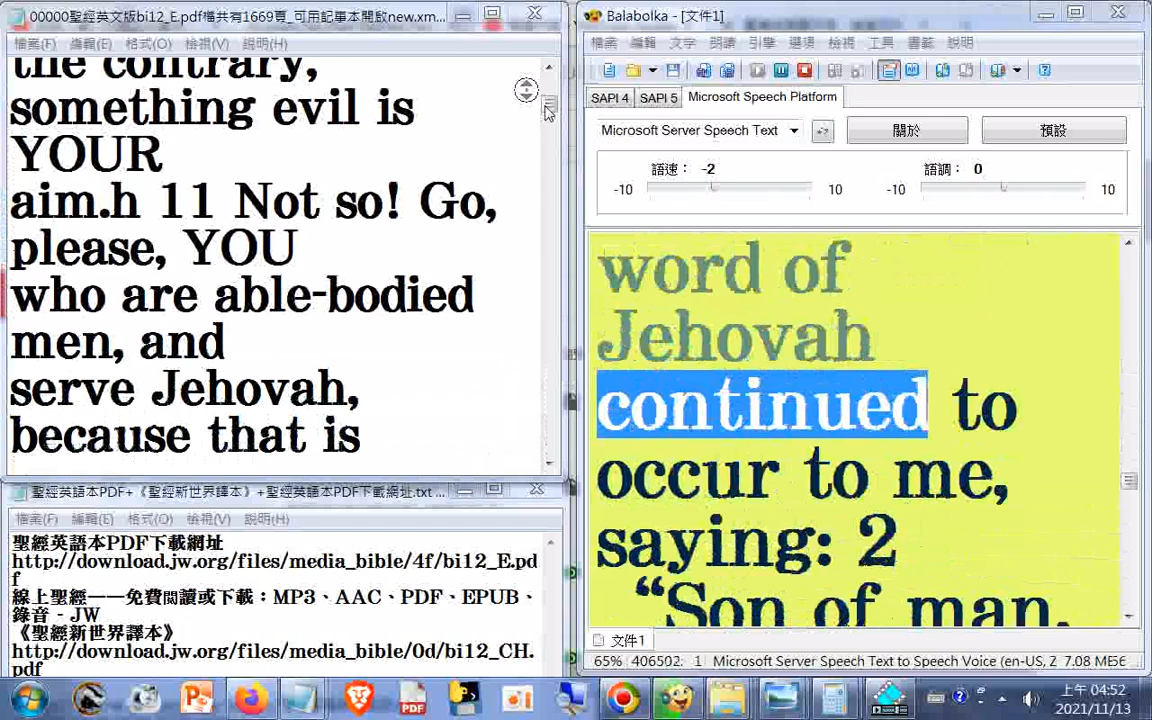 00000聖經英文版bi12_E.pdf檔共有1669頁_可用記事本開啟new.xm...
檔案(F) 編輯(E) 格式(O) 檢視(V) 說明(H)
the contrary,
something evil is
YOUR
aim.h 11 Not so! Go,
please, YOU
who are able-bodied
men, and
serve Jehovah,
because that is
聖經英語本PDF+《聖經新世界譯本》+聖經英語本PDF下載網址.txt ...
檔案(F) 編輯(E) 格式(O) 檢視(V) 說明(H)
聖經英語本PDF下載網址
http://download.jw.org/files/media_bible/4f/bi12_E.pd
f
線上聖經——免費閱讀或下載：MP3、AAC、PDF、EPUB、
錄音 - JW
《聖經新世界譯本》
http://download.jw.org/files/media_bible/0d/bi12_CH.
pdf
Balabolka - [文件1]
檔案 編輯 文字 朗讀 引擎 選項 檢視 工具 書籤 說明
SAPI 4 SAPI 5 Microsoft Speech Platform
Microsoft Server Speech Text 關於 預設
語速： -2 語調： 0
-10 10 -10 10
word of
Jehovah
continued to
occur to me,
saying: 2
“Son of man,
文件1
65% 406502: 1 Microsoft Server Speech Text to Speech Voice (en-US, Z 7.08 ME56
上午 04:52
2021/11/13